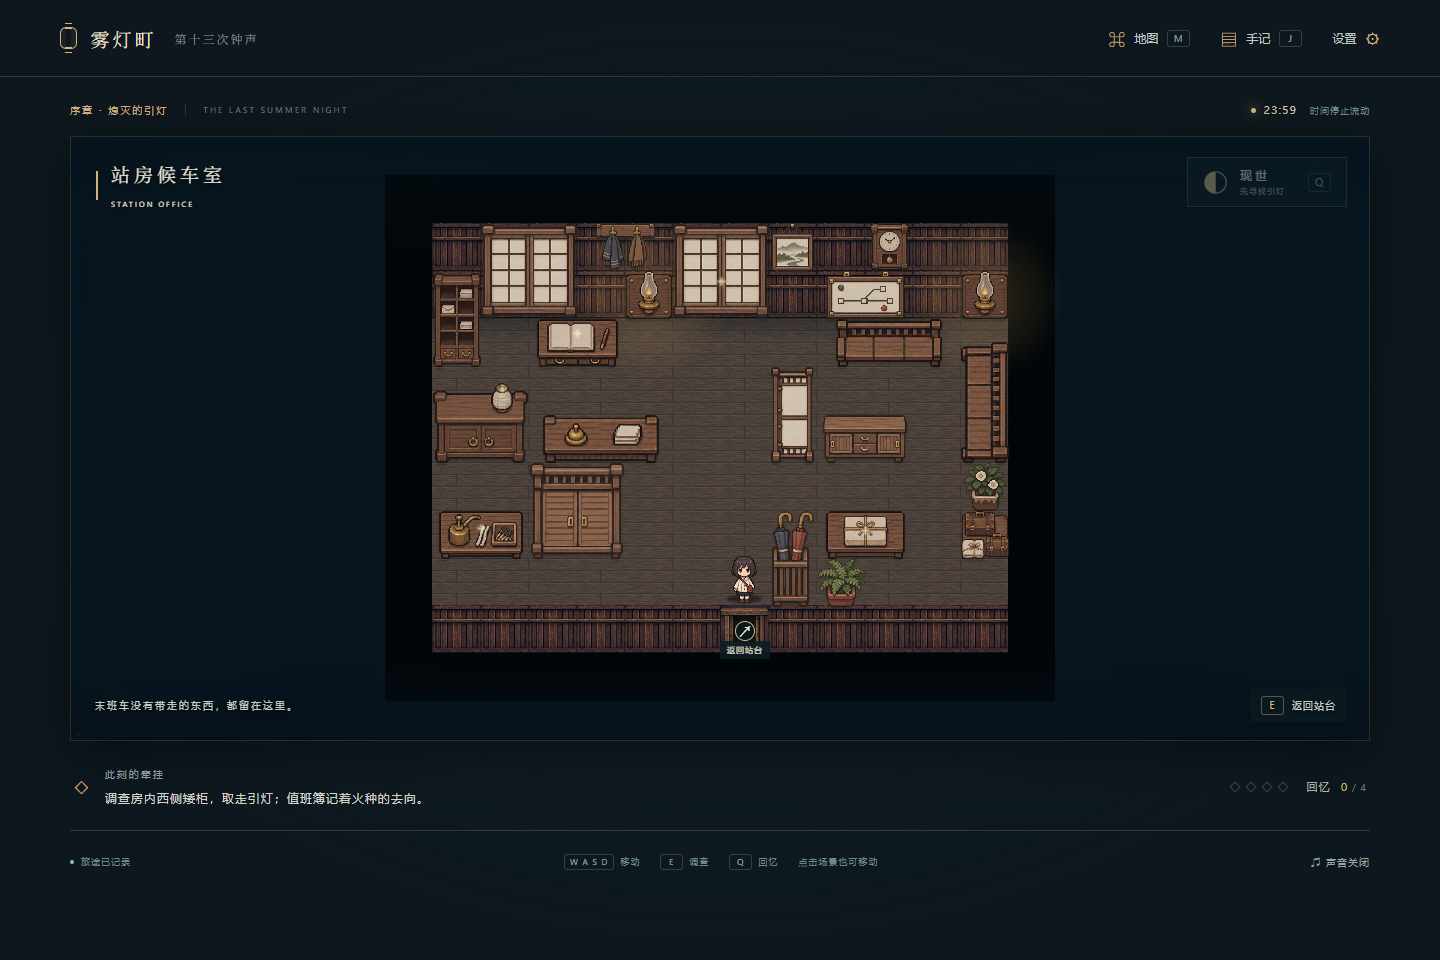 雾灯町 第十三次钟声
地图 M
手记 J
设置
序章 · 熄灭的引灯 THE LAST SUMMER NIGHT
23:59 时间停止流动
站房候车室
STATION OFFICE
现世
先寻找引灯
Q
返回站台
末班车没有带走的东西，都留在这里。
E 返回站台
此刻的牵挂
调查房内西侧矮柜，取走引灯；值班簿记着火种的去向。
回忆 0 / 4
旅途已记录
WASD 移动 E 调查 Q 回忆 点击场景也可移动
声音关闭